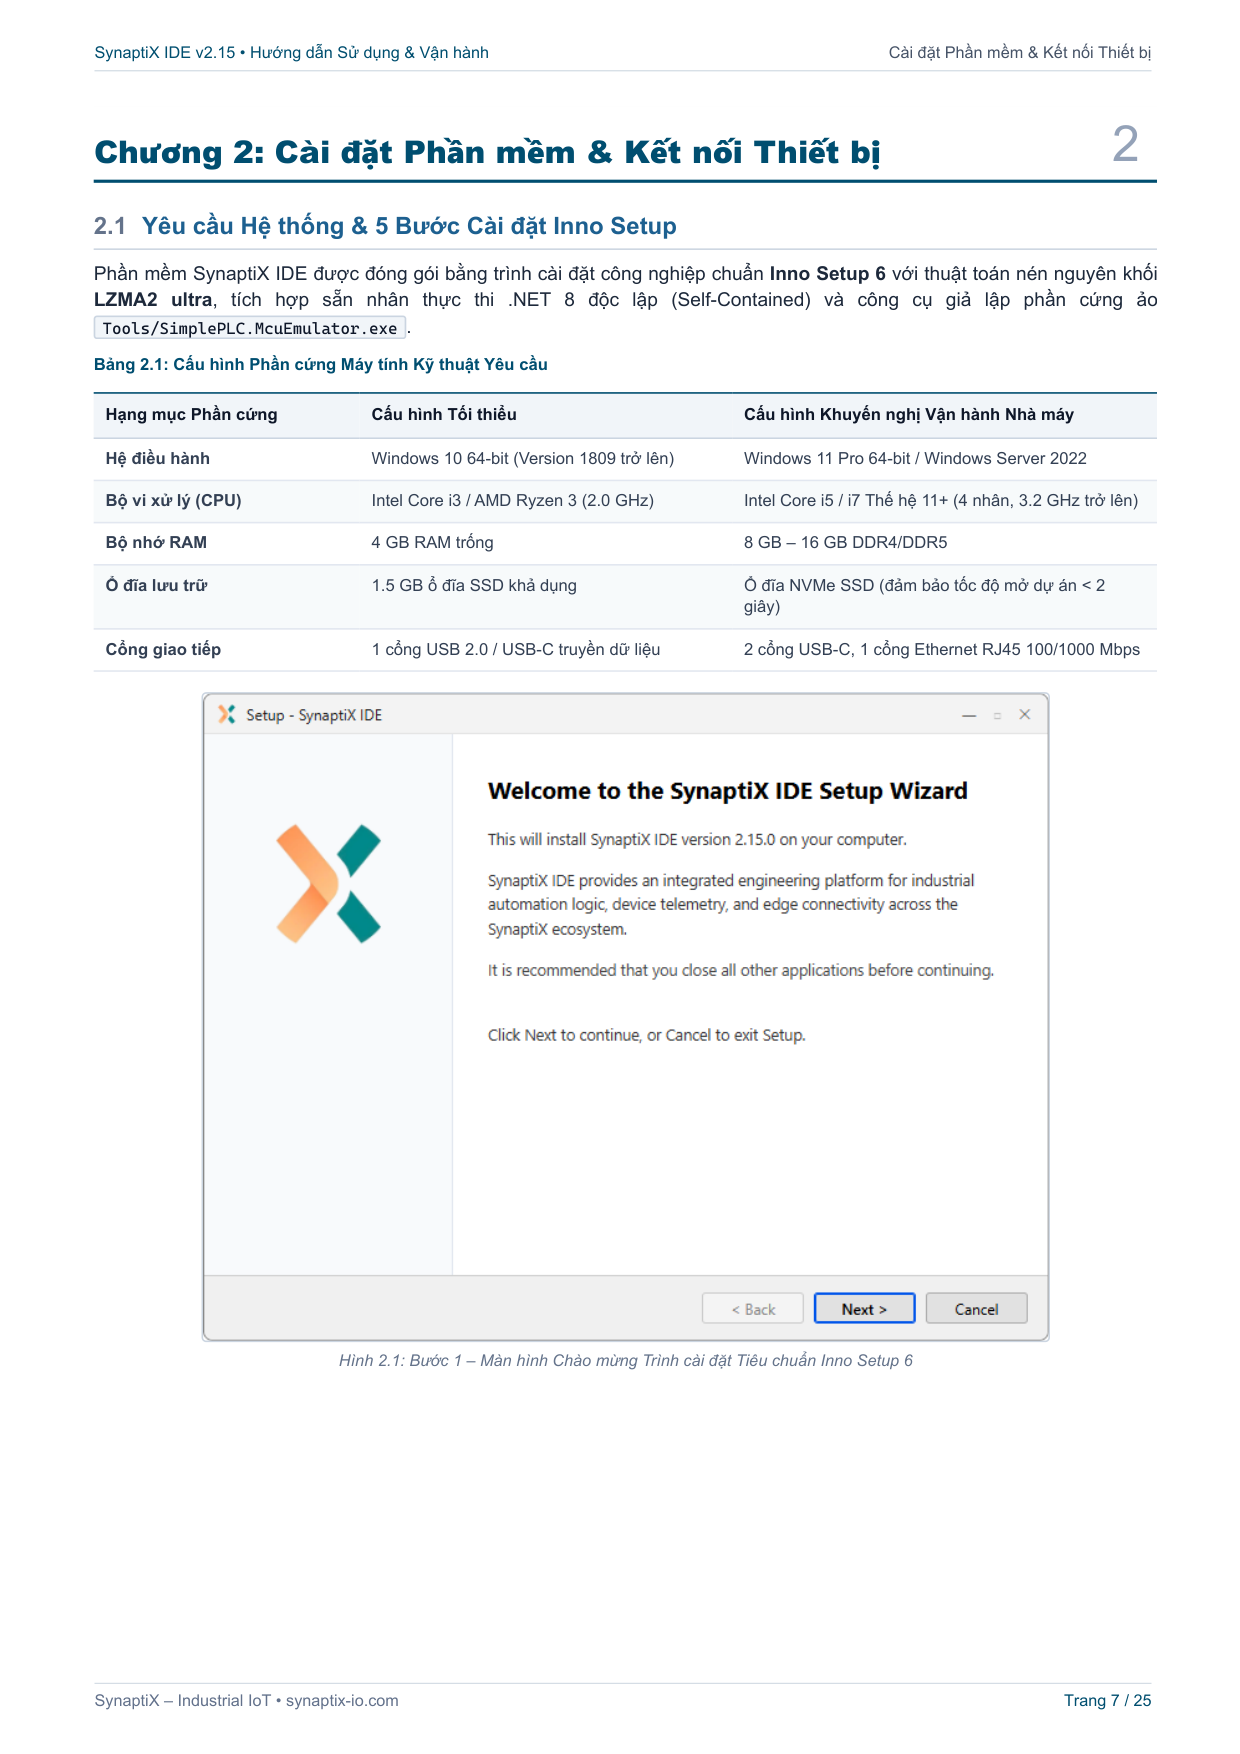 SynaptiX IDE v2.15 • Hướng dẫn Sử dụng & Vận hành
Cài đặt Phần mềm & Kết nối Thiết bị
Chương 2: Cài đặt Phần mềm & Kết nối Thiết bị
2
2.1 Yêu cầu Hệ thống & 5 Bước Cài đặt Inno Setup
Phần mềm SynaptiX IDE được đóng gói bằng trình cài đặt công nghiệp chuẩn Inno Setup 6 với thuật toán nén nguyên khối
LZMA2 ultra, tích hợp sẵn nhân thực thi .NET 8 độc lập (Self-Contained) và công cụ giả lập phần cứng ảo
Tools/SimplePLC.McuEmulator.exe.
Bảng 2.1: Cấu hình Phần cứng Máy tính Kỹ thuật Yêu cầu
Hạng mục Phần cứng
Cấu hình Tối thiểu
Cấu hình Khuyến nghị Vận hành Nhà máy
Hệ điều hành
Windows 10 64-bit (Version 1809 trở lên)
Windows 11 Pro 64-bit / Windows Server 2022
Bộ vi xử lý (CPU)
Intel Core i3 / AMD Ryzen 3 (2.0 GHz)
Intel Core i5 / i7 Thế hệ 11+ (4 nhân, 3.2 GHz trở lên)
Bộ nhớ RAM
4 GB RAM trống
8 GB – 16 GB DDR4/DDR5
Ổ đĩa lưu trữ
1.5 GB ổ đĩa SSD khả dụng
Ổ đĩa NVMe SSD (đảm bảo tốc độ mở dự án < 2
giây)
Cổng giao tiếp
1 cổng USB 2.0 / USB-C truyền dữ liệu
2 cổng USB-C, 1 cổng Ethernet RJ45 100/1000 Mbps
Setup - SynaptiX IDE
Welcome to the SynaptiX IDE Setup Wizard
This will install SynaptiX IDE version 2.15.0 on your computer.
SynaptiX IDE provides an integrated engineering platform for industrial
automation logic, device telemetry, and edge connectivity across the
SynaptiX ecosystem.
It is recommended that you close all other applications before continuing.
Click Next to continue, or Cancel to exit Setup.
< Back
Next >
Cancel
Hình 2.1: Bước 1 – Màn hình Chào mừng Trình cài đặt Tiêu chuẩn Inno Setup 6
SynaptiX – Industrial IoT • synaptix-io.com
Trang 7 / 25